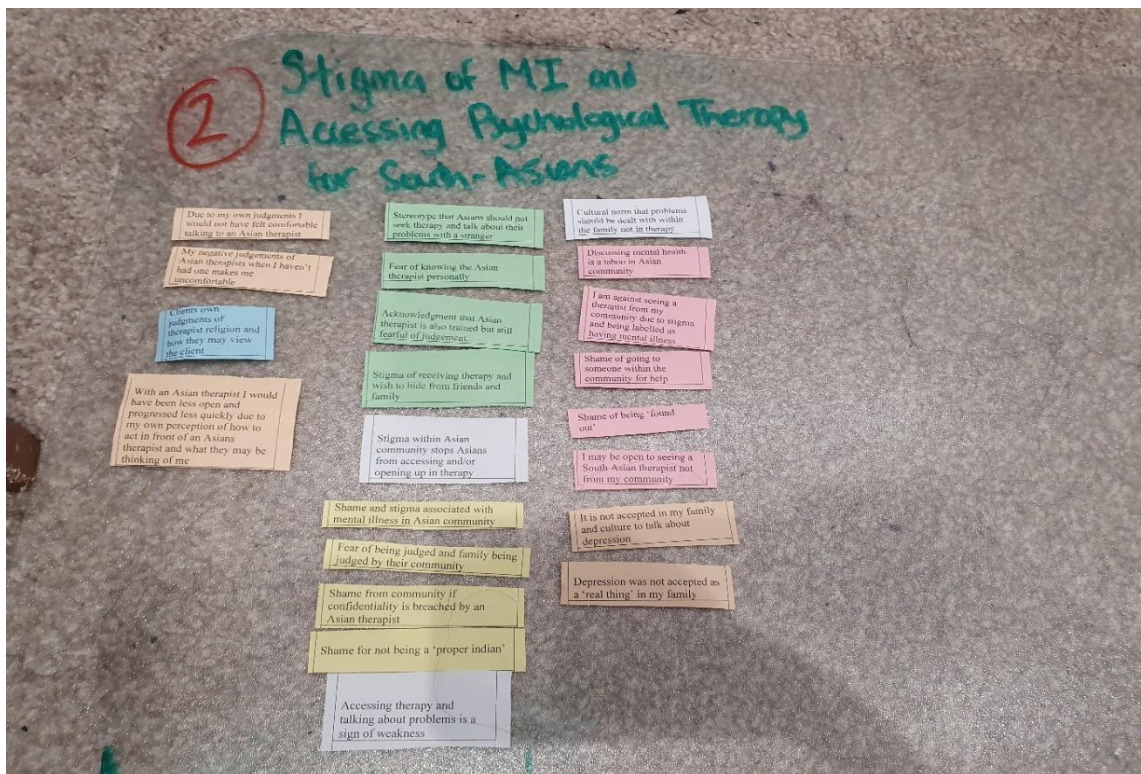 2
Stigma of MI and
Accessing Psychological Therapy
for South-Asians
Due to my own judgments I
would not have felt comfortable
talking to an Asian therapist
My negative judgements of
Asian therapists when I haven't
had one makes me
uncomfortable
Clients own
judgments of
therapist religion and
how they may view
the client
With an Asian therapist I would
have been less open and
progressed less quickly due to
my own perception of how to
act in front of an Asians
therapist and what they may be
thinking of me
Stereotype that Asians should not
seek therapy and talk about their
problems with a stranger
Fear of knowing the Asian
therapist personally
Acknowledgment that Asian
therapist is also trained but still
fearful of judgement.
Stigma of receiving therapy and
wish to hide from friends and
family
Stigma within Asian
community stops Asians
from accessing and/or
opening up in therapy
Shame and stigma associated with
mental illness in Asian community
Fear of being judged and family being
judged by their community
Shame from community if
confidentiality is breached by an
Asian therapist
Shame for not being a 'proper indian'
Accessing therapy and
talking about problems is a
sign of weakness
Cultural norm that problems
should be dealt with within
the family not in therapy
Discussing mental health
is a taboo in Asian
community
I am against seeing a
therapist from my
community due to stigma
and being labelled as
having mental illness
Shame of going to
someone within the
community for help
Shame of being 'found
out'
I may be open to seeing a
South Asian therapist not
from my community
It is not accepted in my family
and culture to talk about
depression
Depression was not accepted as
a 'real thing' in my family